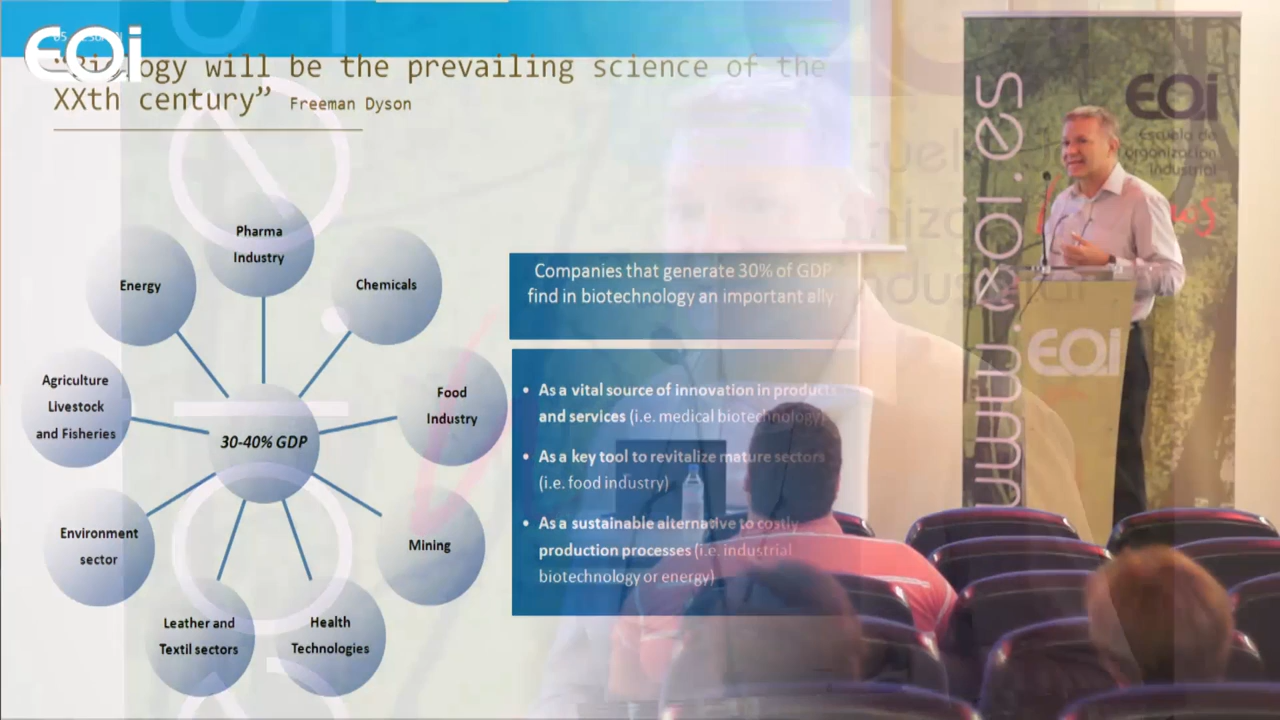 EOi
“Biology will be the prevailing science of the
XXth century” Freeman Dyson
Pharma
Industry
Energy
Chemicals
Agriculture
Livestock
and Fisheries
Food
Industry
30-40% GDP
Environment
sector
Mining
Leather and
Textil sectors
Health
Technologies
Companies that generate 30% of GDP
find in biotechnology an important ally:
• As a vital source of innovation in products
and services (i.e. medical biotechnology)
• As a key tool to revitalize mature sectors
(i.e. food industry)
• As a sustainable alternative to costly
production processes (i.e. industrial
biotechnology or energy)
www.eoi.es
EOi
Escuela de
organización
industrial
EOi